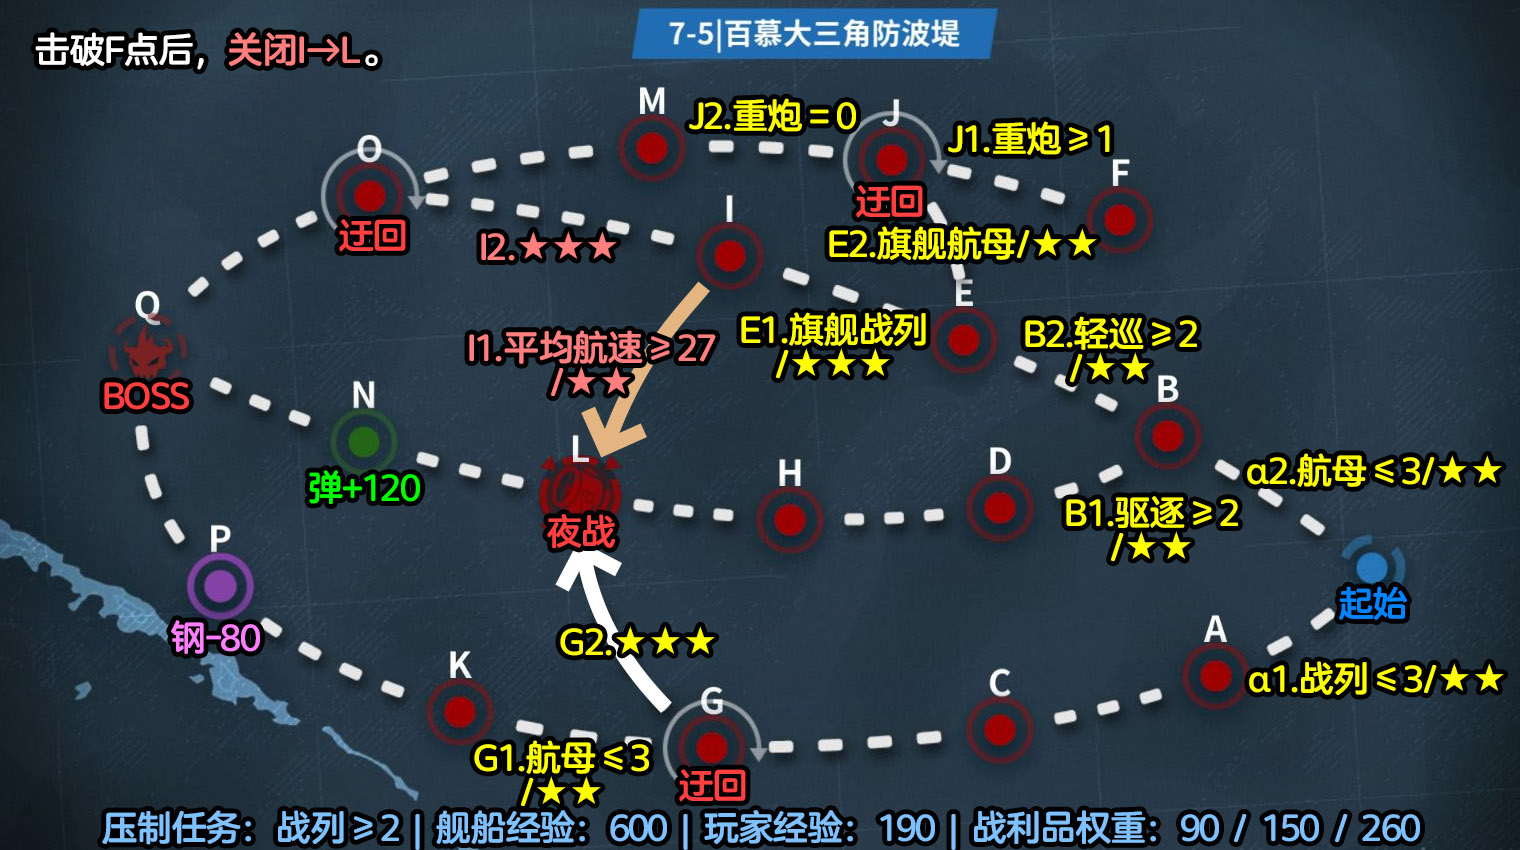 7-5|百慕大三角防波堤
击破F点后，关闭I→L。
M
J2.重炮=0
J
J1.重炮≥1
F
O
迂回
迂回
I
I2.★★★
E2.旗舰航母/★★
E
Q
BOSS
I1.平均航速≥27
/★★
E1.旗舰战列
/★★★
B2.轻巡≥2
/★★
B
N
弹+120
L
夜战
H
D
α2.航母≤3/★★
B1.驱逐≥2
/★★
P
钢-80
起始
G2.★★★
A
α1.战列≤3/★★
K
G
C
G1.航母≤3
/★★
迂回
压制任务：战列≥2 | 舰船经验：600 | 玩家经验：190 | 战利品权重：90 / 150 / 260